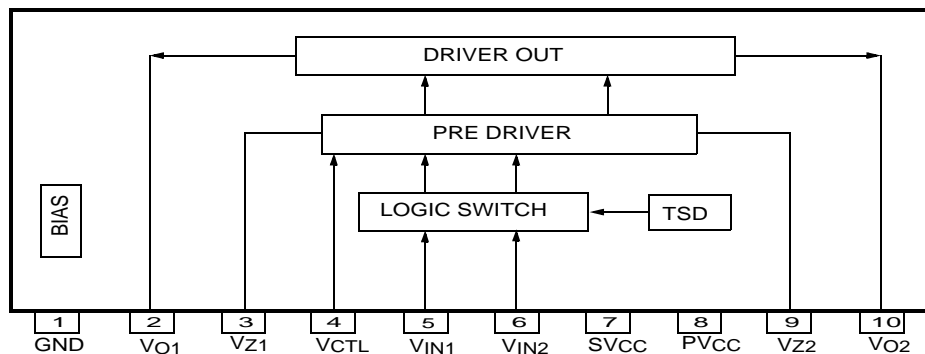 DRIVER OUT
PRE DRIVER
LOGIC SWITCH
TSD
BIAS
1 2 3 4 5 6 7 8 9 10
GND VO1 VZ1 VCTL VIN1 VIN2 SVCC PVCC VZ2 VO2